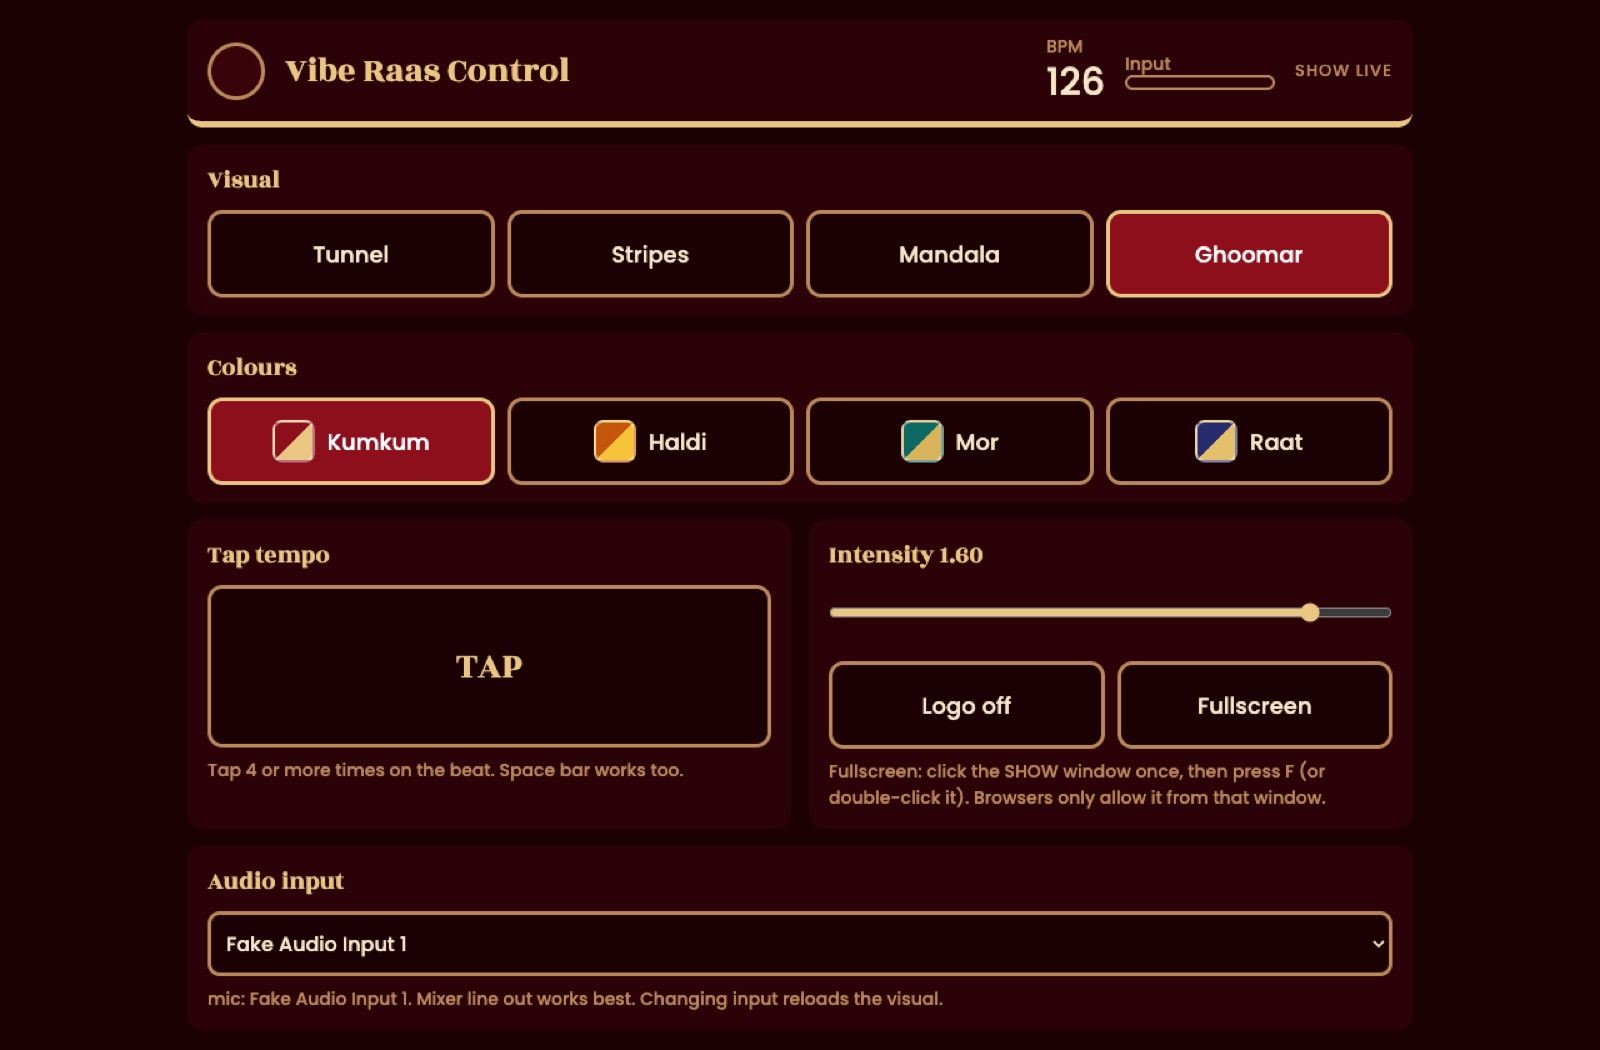 Vibe Raas Control
BPM
126
Input
SHOW LIVE
Visual
Tunnel
Stripes
Mandala
Ghoomar
Colours
Kumkum
Haldi
Mor
Raat
Tap tempo
TAP
Tap 4 or more times on the beat. Space bar works too.
Intensity 1.60
Logo off
Fullscreen
Fullscreen: click the SHOW window once, then press F (or
double-click it). Browsers only allow it from that window.
Audio input
Fake Audio Input 1
mic: Fake Audio Input 1. Mixer line out works best. Changing input reloads the visual.